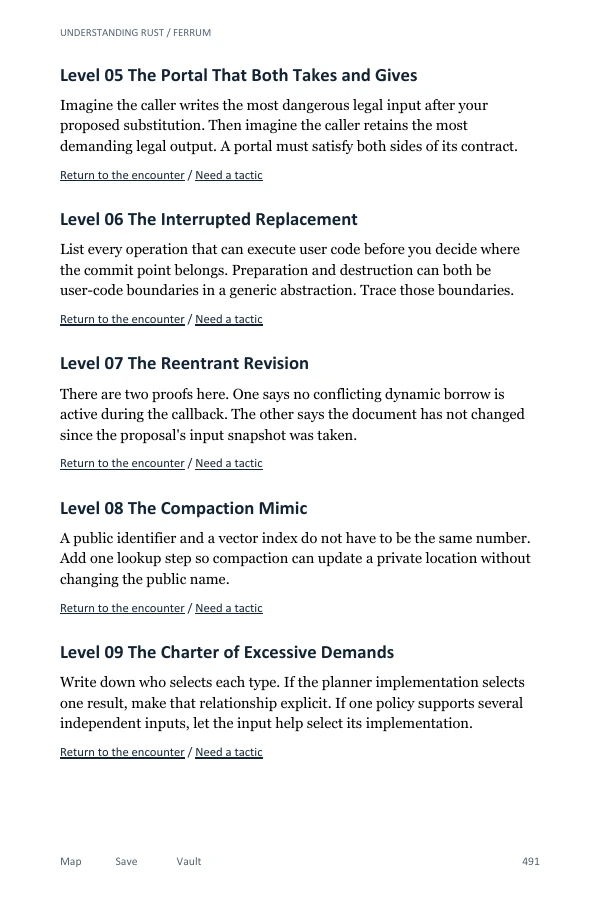 UNDERSTANDING RUST / FERRUM
Level 05 The Portal That Both Takes and Gives
Imagine the caller writes the most dangerous legal input after your
proposed substitution. Then imagine the caller retains the most
demanding legal output. A portal must satisfy both sides of its contract.
Return to the encounter / Need a tactic
Level 06 The Interrupted Replacement
List every operation that can execute user code before you decide where
the commit point belongs. Preparation and destruction can both be
user-code boundaries in a generic abstraction. Trace those boundaries.
Return to the encounter / Need a tactic
Level 07 The Reentrant Revision
There are two proofs here. One says no conflicting dynamic borrow is
active during the callback. The other says the document has not changed
since the proposal's input snapshot was taken.
Return to the encounter / Need a tactic
Level 08 The Compaction Mimic
A public identifier and a vector index do not have to be the same number.
Add one lookup step so compaction can update a private location without
changing the public name.
Return to the encounter / Need a tactic
Level 09 The Charter of Excessive Demands
Write down who selects each type. If the planner implementation selects
one result, make that relationship explicit. If one policy supports several
independent inputs, let the input help select its implementation.
Return to the encounter / Need a tactic
Map Save Vault 491